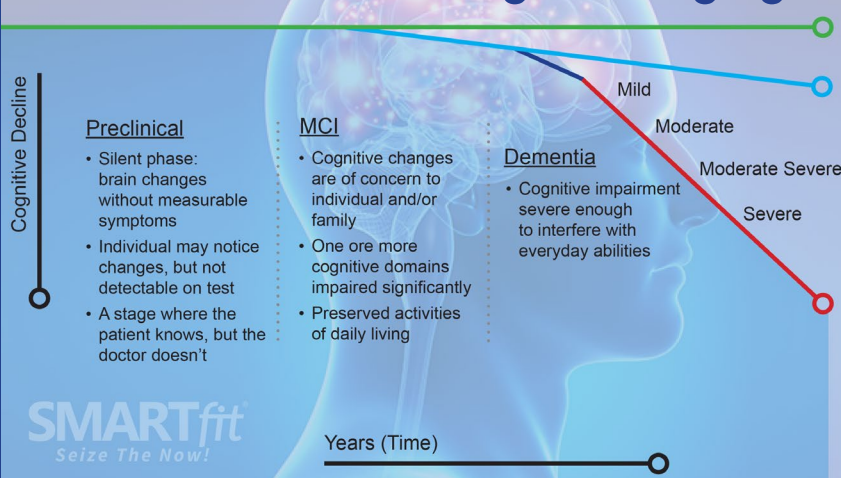 Cognitive Decline
Preclinical
• Silent phase:
brain changes
without measurable
symptoms
• Individual may notice
changes, but not
detectable on test
• A stage where the
patient knows, but the
doctor doesn't
MCI
• Cognitive changes
are of concern to
individual and/or
family
• One ore more
cognitive domains
impaired significantly
• Preserved activities
of daily living
Dementia
• Cognitive impairment
severe enough
to interfere with
everyday abilities
Mild
Moderate
Moderate Severe
Severe
SMARTfit®
Seize The Now!
Years (Time)